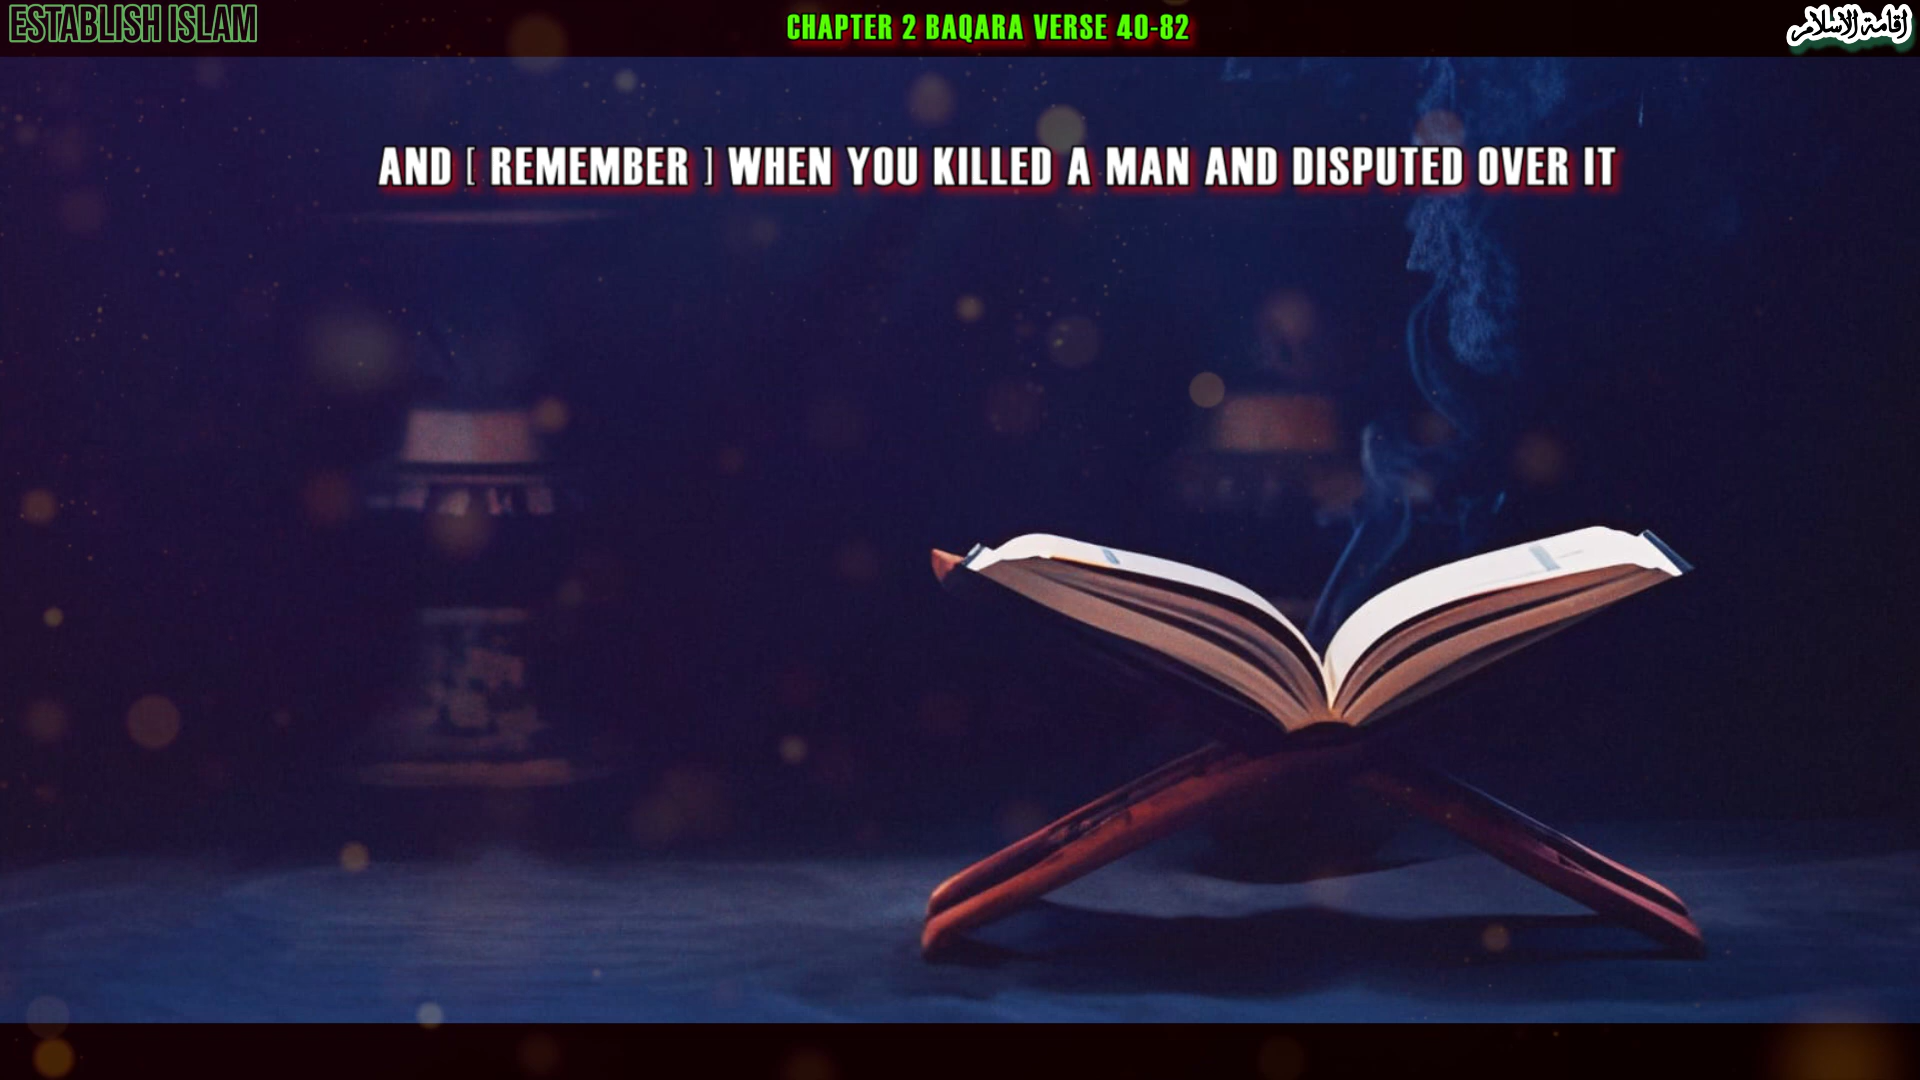 ESTABLISH ISLAM
CHAPTER 2 BAQARA VERSE 40-82
إقامة الإسلام
AND [ REMEMBER ] WHEN YOU KILLED A MAN AND DISPUTED OVER IT